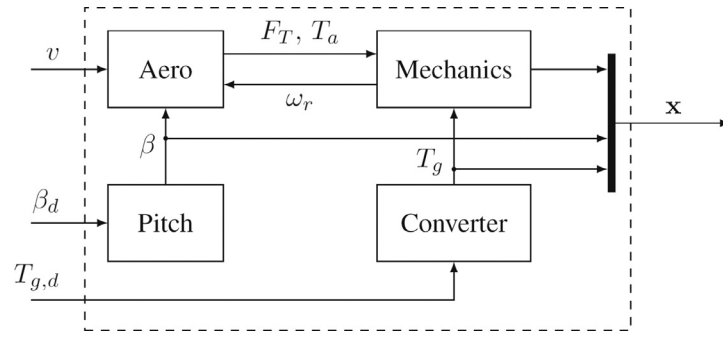 F_T, T_a
v
Aero
Mechanics
ω_r
x
β
T_g
β_d
Pitch
Converter
T_{g,d}